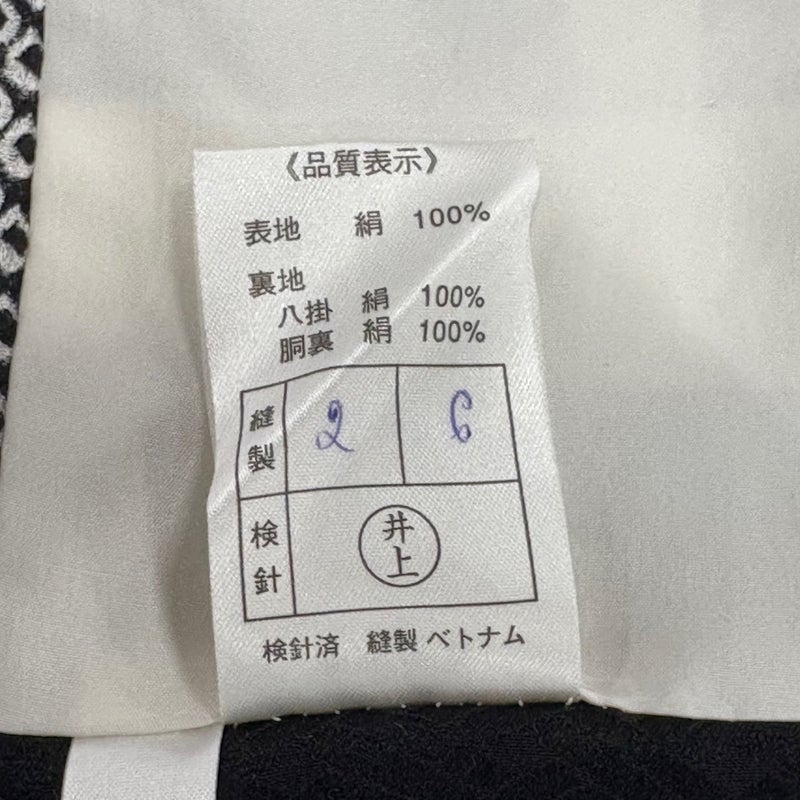 《品質表示》
表地 絹 100%
裏地
八掛 絹 100%
胴裏 絹 100%
縫製 2 6
検針 井上
検針済 縫製 ベトナム